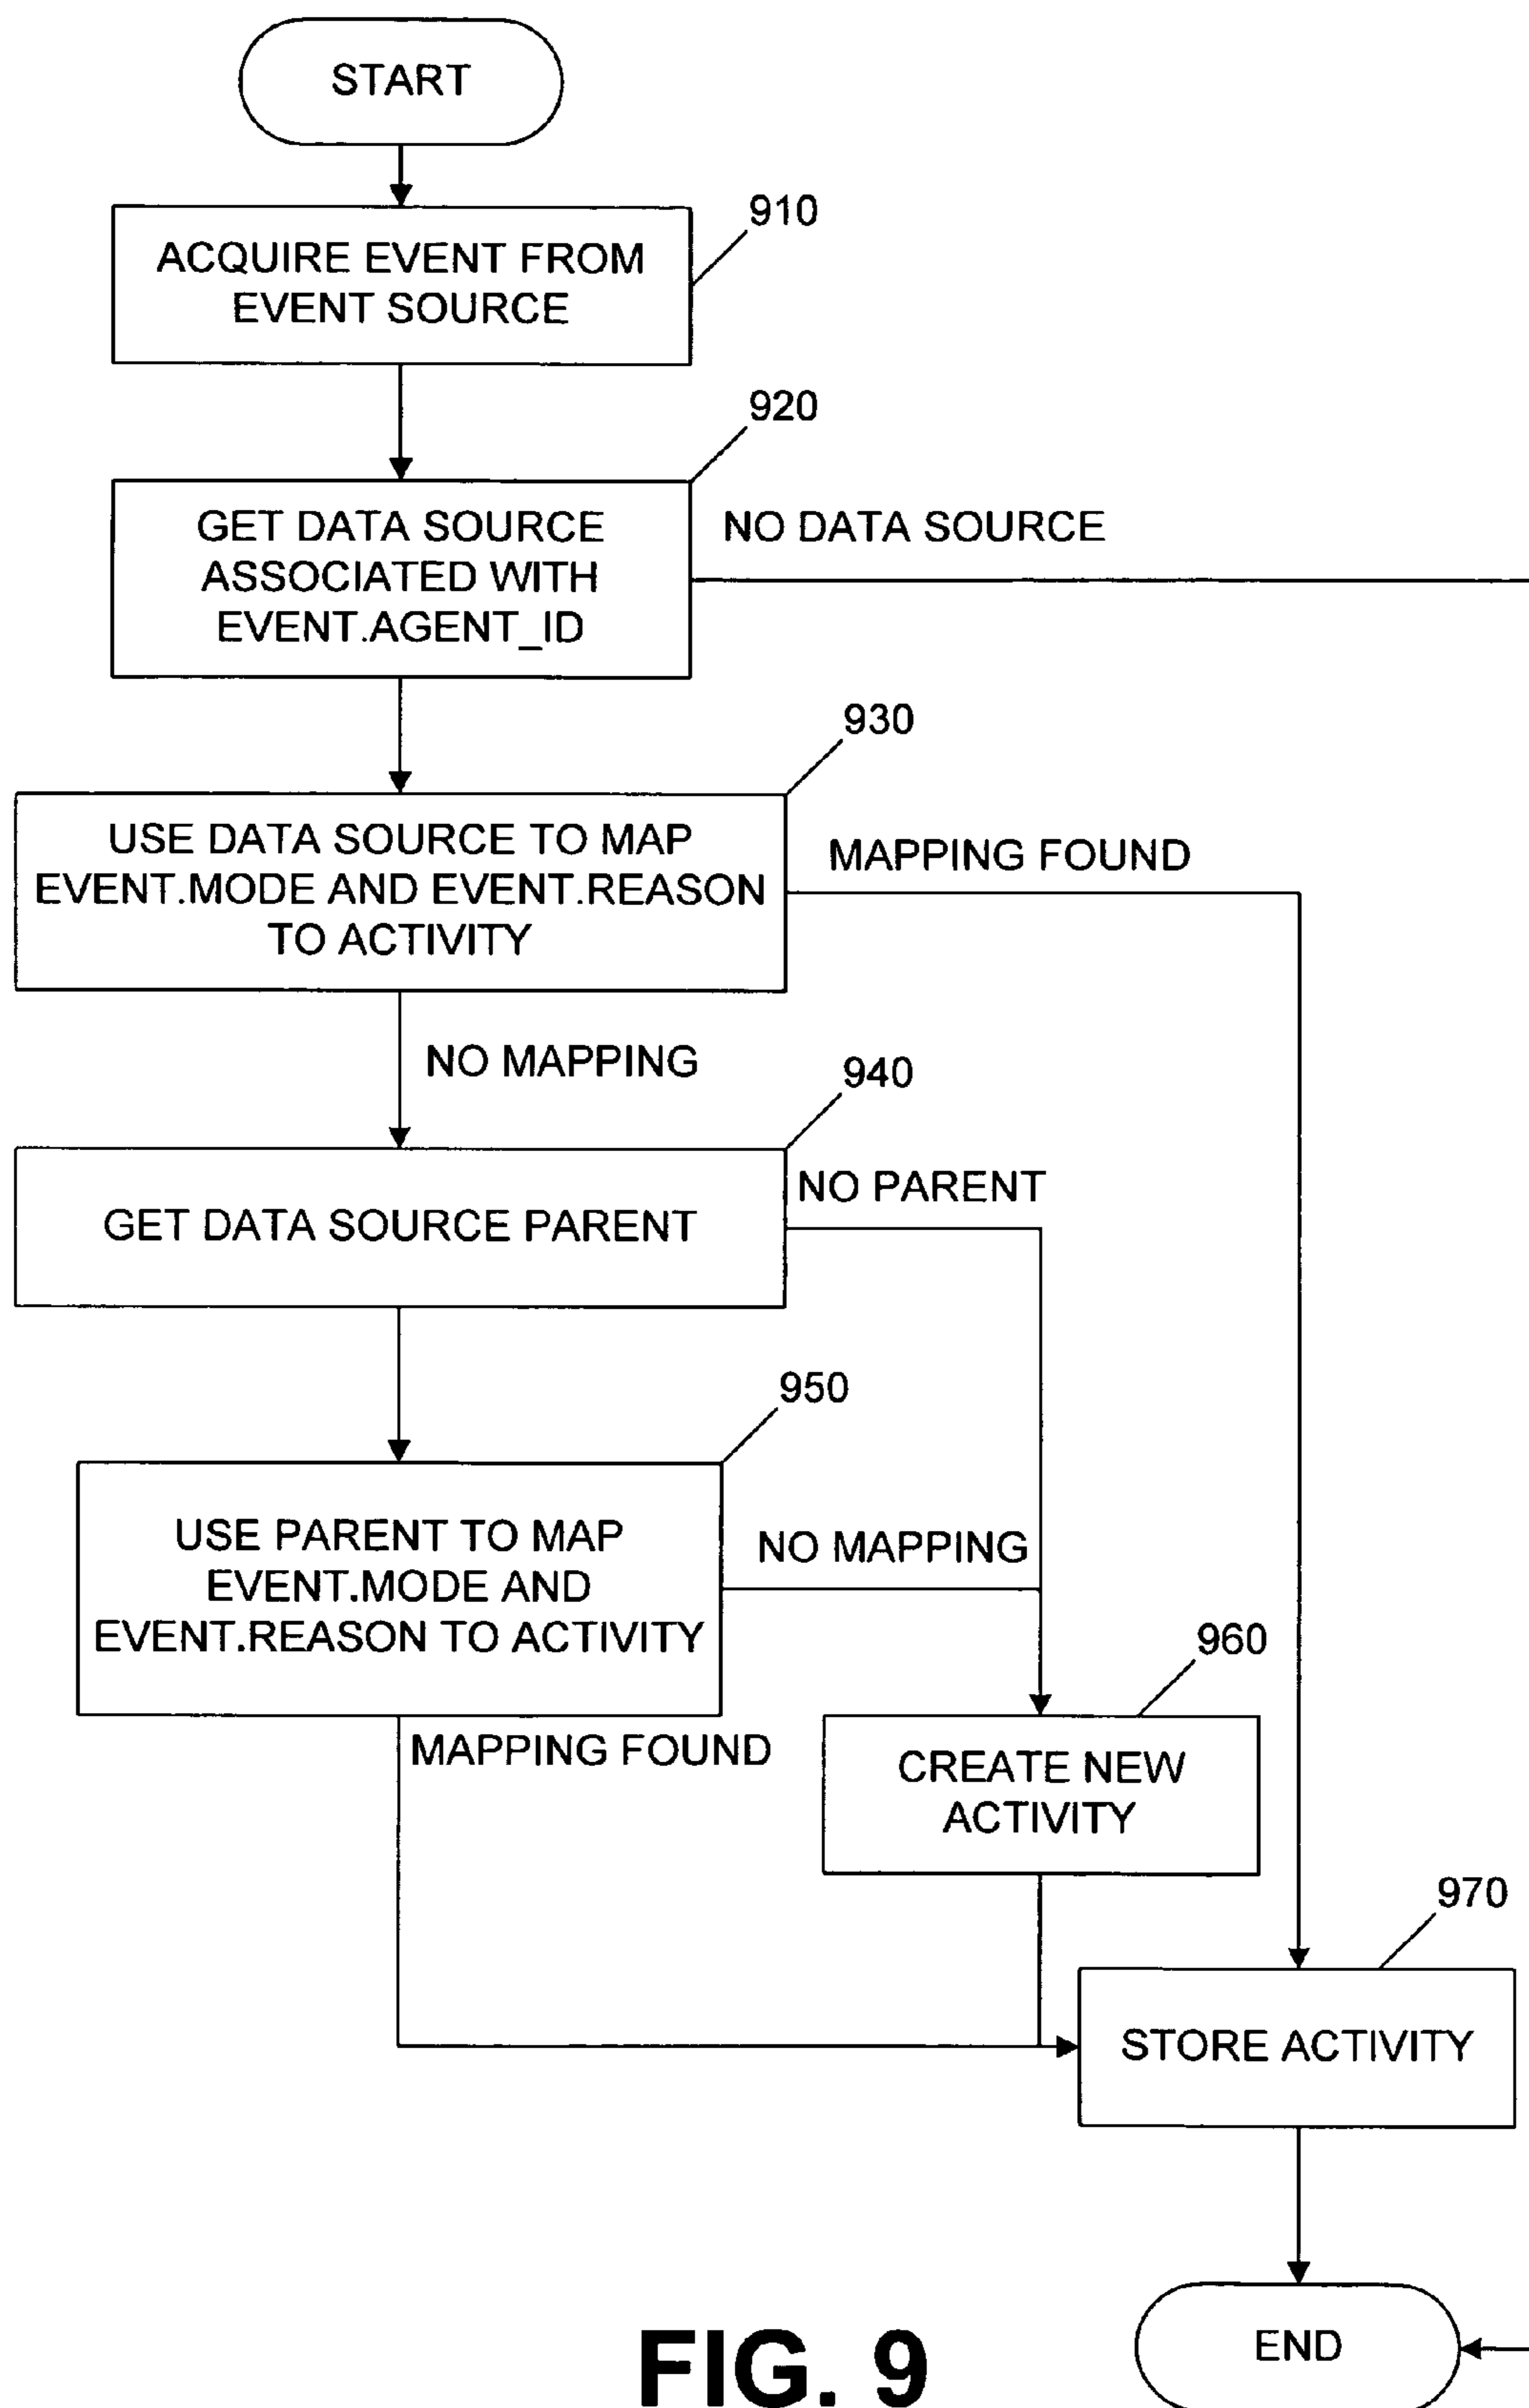 START
910
ACQUIRE EVENT FROM
EVENT SOURCE
920
GET DATA SOURCE
ASSOCIATED WITH
EVENT.AGENT_ID
NO DATA SOURCE
930
USE DATA SOURCE TO MAP
EVENT.MODE AND EVENT.REASON
TO ACTIVITY
MAPPING FOUND
NO MAPPING
940
GET DATA SOURCE PARENT
NO PARENT
950
USE PARENT TO MAP
EVENT.MODE AND
EVENT.REASON TO ACTIVITY
NO MAPPING
MAPPING FOUND
960
CREATE NEW
ACTIVITY
970
STORE ACTIVITY
END
FIG. 9